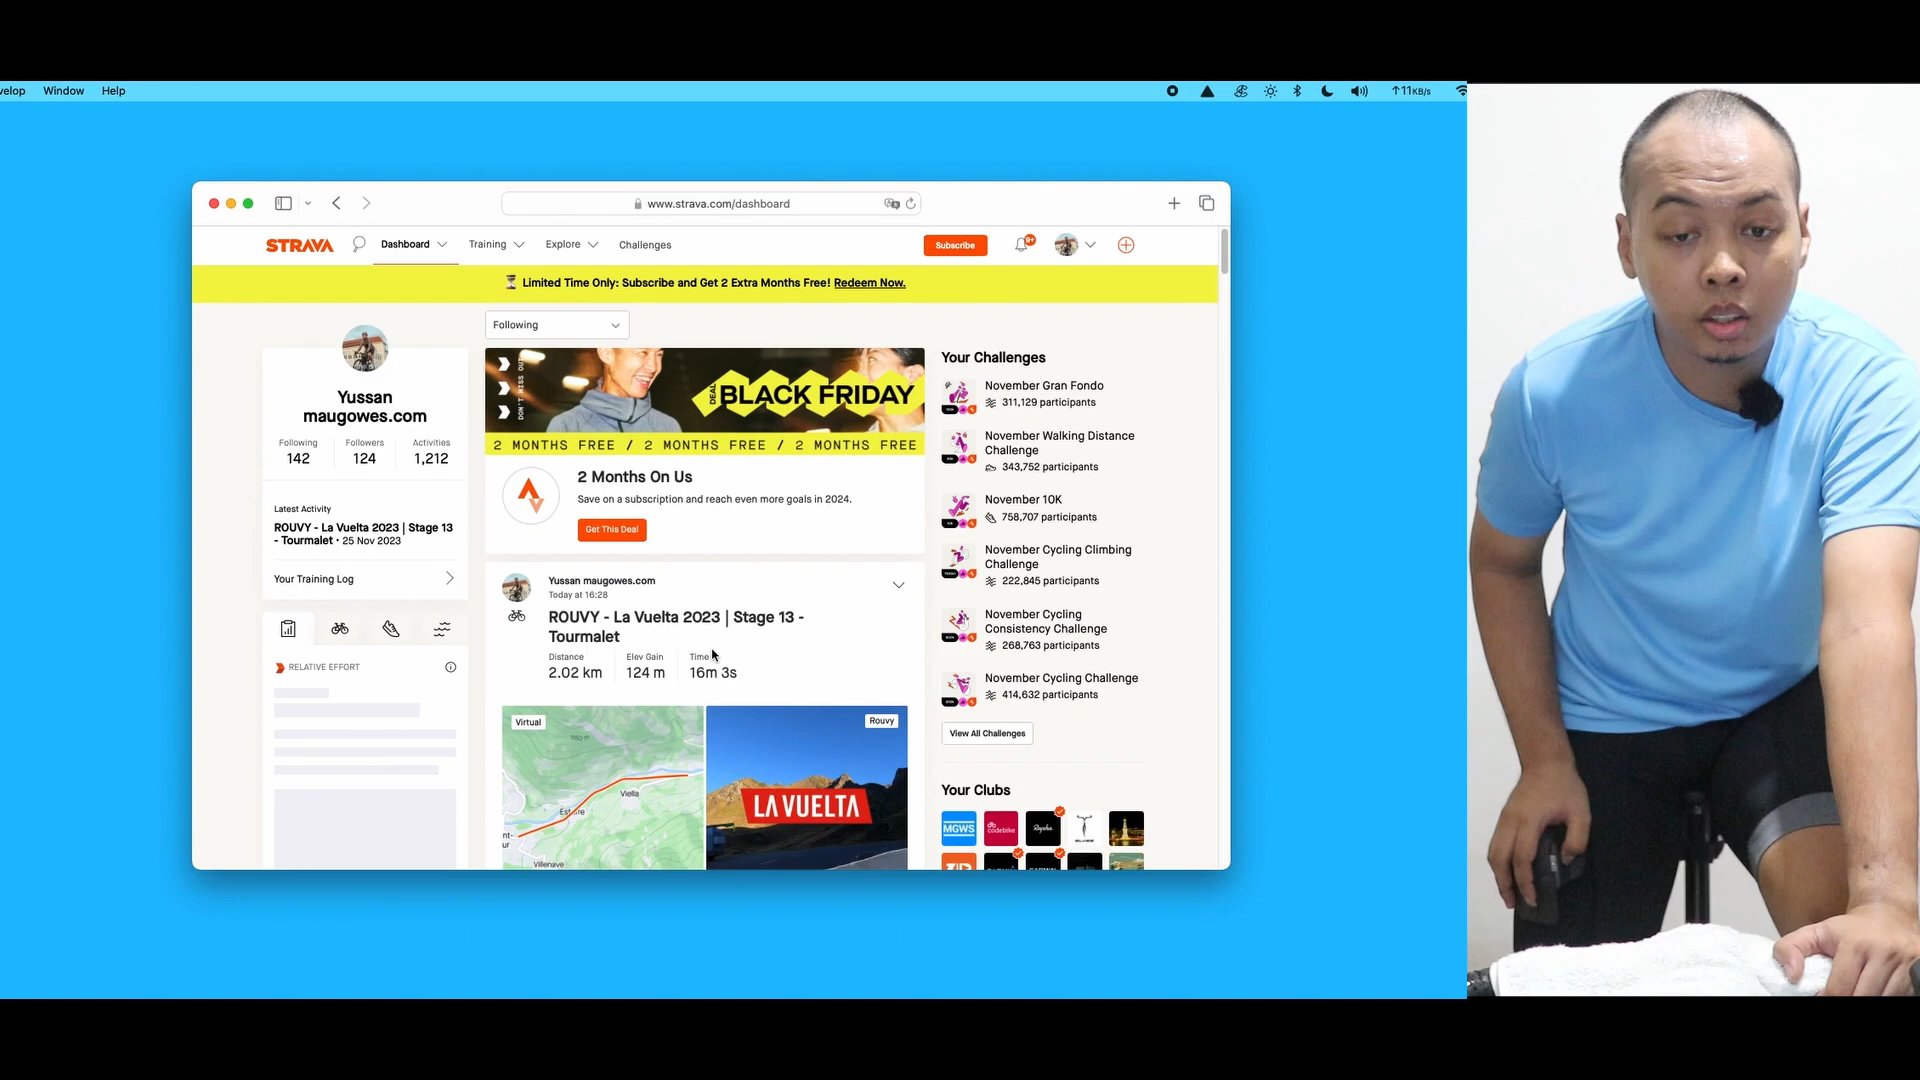 velop Window Help
↑11KB/s
www.strava.com/dashboard
STRAVA Dashboard Training Explore Challenges Subscribe 9+
Limited Time Only: Subscribe and Get 2 Extra Months Free! Redeem Now.
Following
Yussan
maugowes.com
Following Followers Activities
142 124 1,212
Latest Activity
ROUVY - La Vuelta 2023 | Stage 13
- Tourmalet • 25 Nov 2023
Your Training Log
RELATIVE EFFORT
DON'T MISS OUT
DEAL
BLACK FRIDAY
2 MONTHS FREE / 2 MONTHS FREE / 2 MONTHS FREE
2 Months On Us
Save on a subscription and reach even more goals in 2024.
Get This Deal
Yussan maugowes.com
Today at 16:28
ROUVY - La Vuelta 2023 | Stage 13 -
Tourmalet
Distance Elev Gain Time
2.02 km 124 m 16m 3s
Virtual
Viella
Villenave
Rouvy
LA VUELTA
Your Challenges
November Gran Fondo
311,129 participants
November Walking Distance
Challenge
343,752 participants
November 10K
758,707 participants
November Cycling Climbing
Challenge
222,845 participants
November Cycling
Consistency Challenge
268,763 participants
November Cycling Challenge
414,632 participants
View All Challenges
Your Clubs
MGWS codebike Rapha